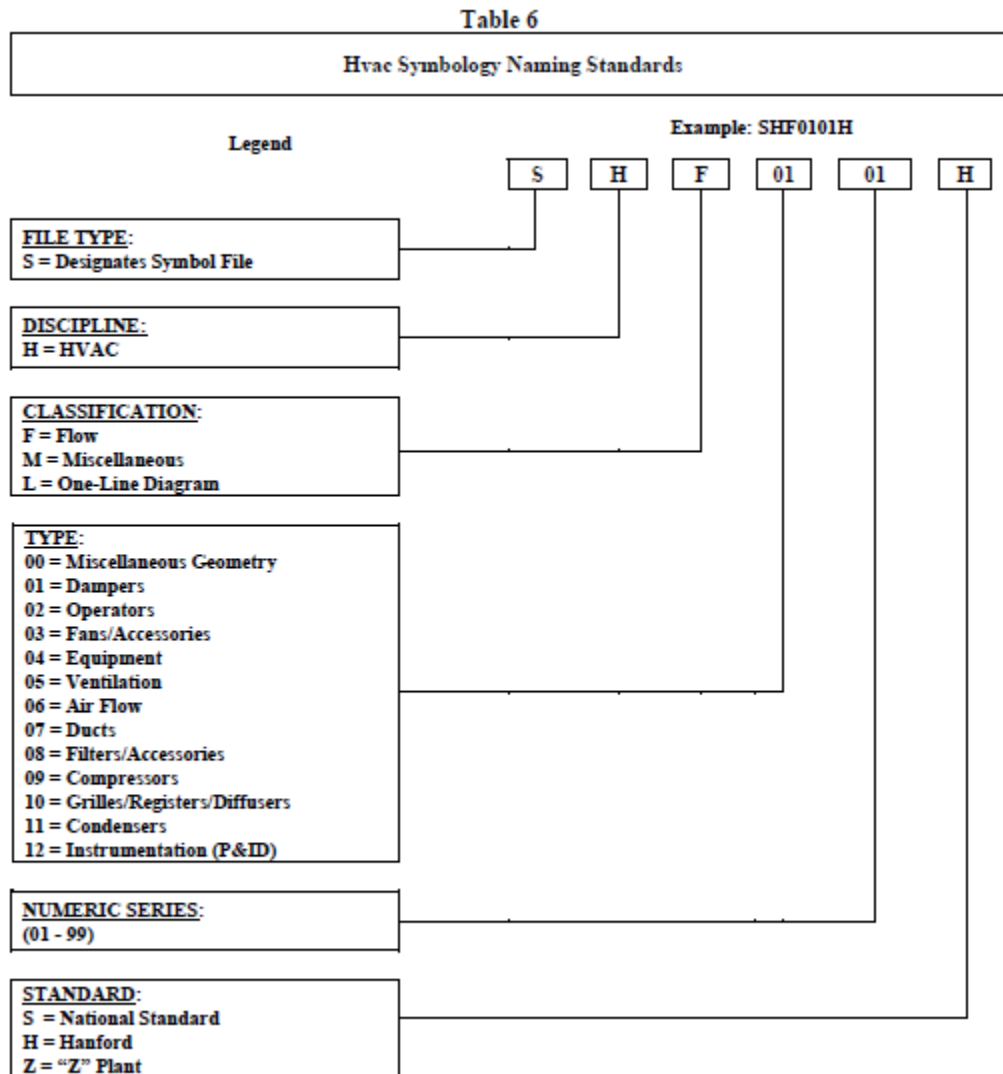 Table 6
Hvac Symbology Naming Standards
Legend
Example: SHF0101H
S H F 01 01 H
FILE TYPE:
S = Designates Symbol File
DISCIPLINE:
H = HVAC
CLASSIFICATION:
F = Flow
M = Miscellaneous
L = One-Line Diagram
TYPE:
00 = Miscellaneous Geometry
01 = Dampers
02 = Operators
03 = Fans/Accessories
04 = Equipment
05 = Ventilation
06 = Air Flow
07 = Ducts
08 = Filters/Accessories
09 = Compressors
10 = Grilles/Registers/Diffusers
11 = Condensers
12 = Instrumentation (P&ID)
NUMERIC SERIES:
(01 - 99)
STANDARD:
S = National Standard
H = Hanford
Z = “Z” Plant